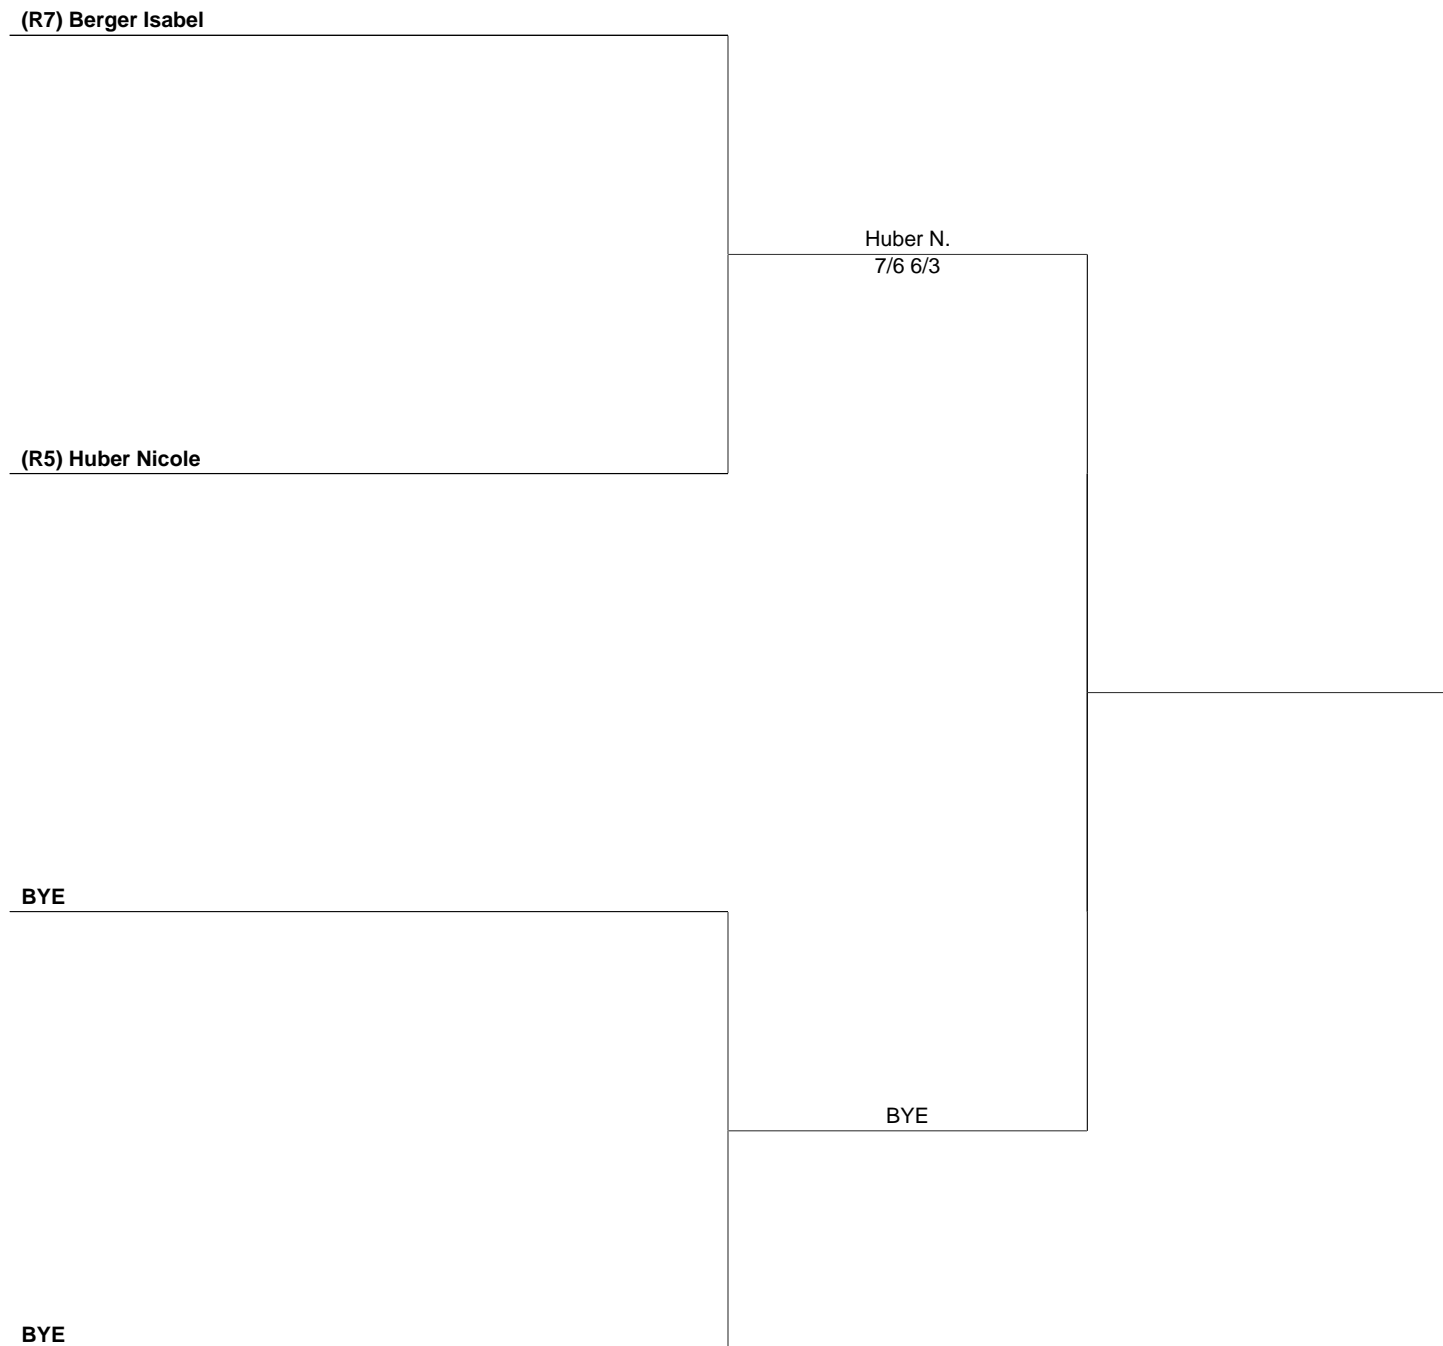 (R7) Berger Isabel
Huber N.
7/6 6/3
(R5) Huber Nicole
BYE
BYE
BYE